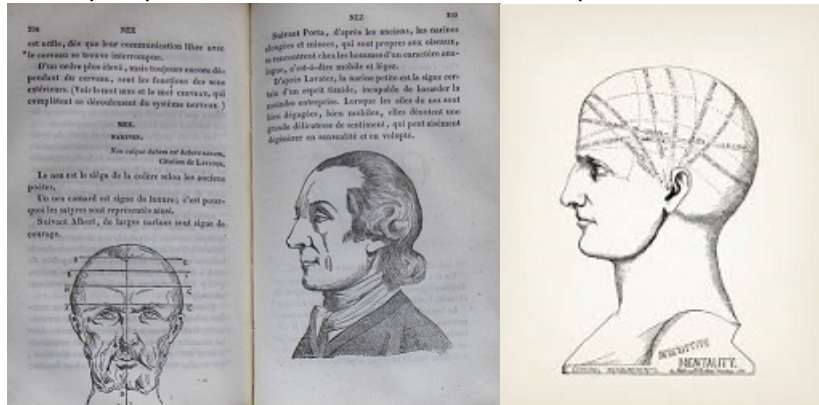 NEZ
est utile, dès que leur communication libre avec
le cerveau se trouve interrompue.
D'un ordre plus élevé, mais toujours encore dé-
pendant du cerveau, sont les fonctions des sens
extérieurs. (Voir le mot sens et le mot cerveau, qui
complètent ce déroulement du système nerveux.)
NEZ.
NARINES.
Non cuique datum est habere nasum.
Citation de LAVATER.
Le nez est le siége de la colère selon les anciens
poètes.
Un nez camard est signe de luxure; c'est pour-
quoi les satyres sont représentés ainsi.
Suivant Albert, de larges narines sont signe de
courage.
NEZ
Suivant Porta, d'après les anciens, les narines
alongées et minces, qui sont propres aux oiseaux,
se rencontrent chez les hommes d'un caractère ana-
logue, c'est-à-dire mobile et léger.
D'après Lavater, la narine petite est le signe cer-
tain d'un esprit timide, incapable de hasarder la
moindre entreprise. Lorsque les ailes du nez sont
bien dégagées, bien mobiles, elles dénotent une
grande délicatesse de sentiment, qui peut aisément
dégénérer en sensualité et en volupté.
MENTALITY.